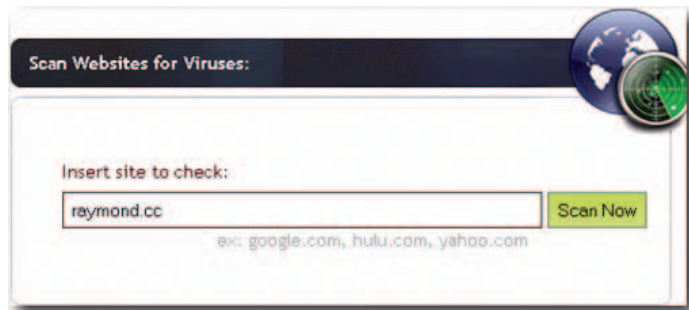 Scan Websites for Viruses:
Insert site to check:
raymond.cc
Scan Now
ex: google.com, hulu.com, yahoo.com